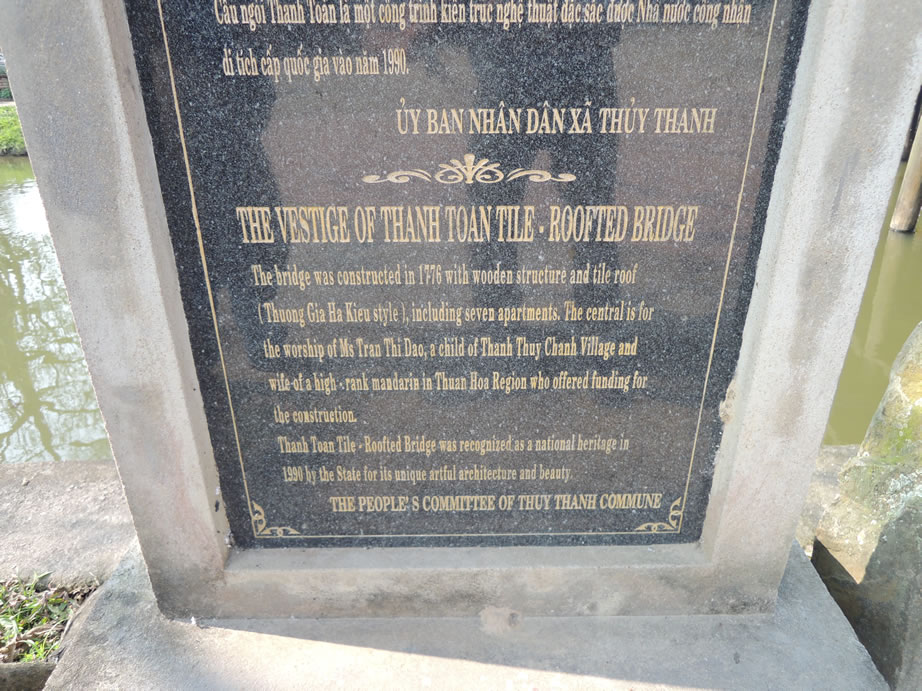 Cầu ngói Thanh Toàn là một công trình kiến trúc nghệ thuật đặc sắc được Nhà nước công nhận
di tích cấp quốc gia vào năm 1990.
ỦY BAN NHÂN DÂN XÃ THỦY THANH
THE VESTIGE OF THANH TOAN TILE - ROOFTED BRIDGE
The bridge was constructed in 1776 with wooden structure and tile roof
( Thuong Gia Ha Kieu style ), including seven apartments. The central is for
the worship of Ms Tran Thi Dao, a child of Thanh Thuy Chanh Village and
wife of a high - rank mandarin in Thuan Hoa Region who offered funding for
the construction.
Thanh Toan Tile - Roofted Bridge was recognized as a national heritage in
1990 by the State for its unique artful architecture and beauty.
THE PEOPLE' S COMMITTEE OF THUY THANH COMMUNE